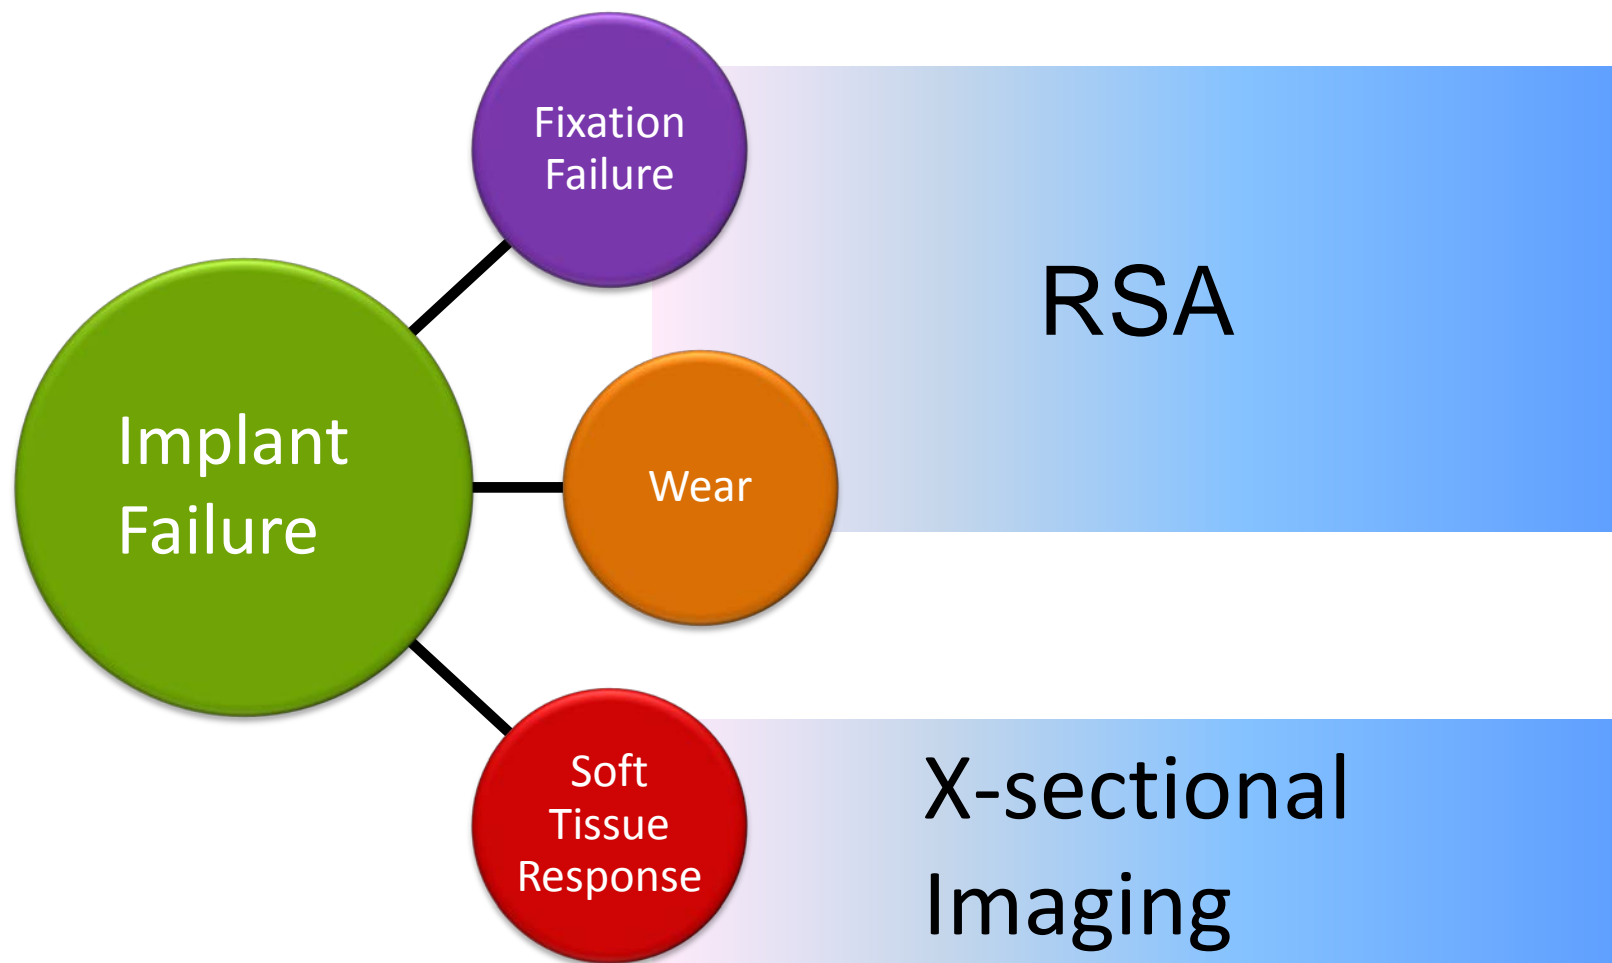 Fixation
Failure
RSA
Implant
Failure
Wear
Soft
Tissue
Response
X-sectional
Imaging